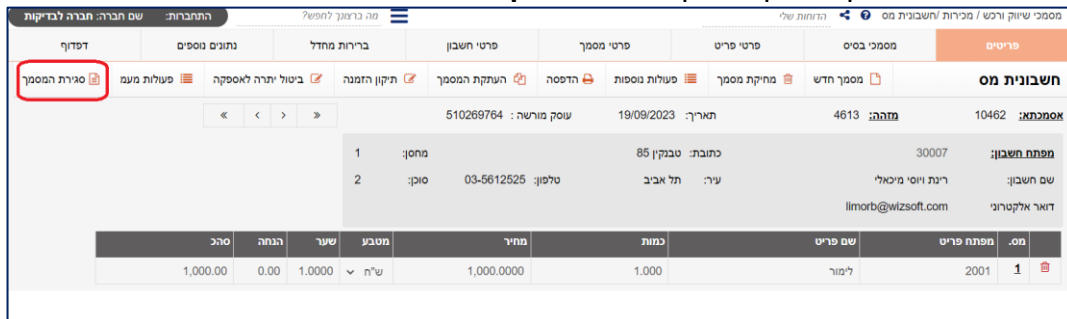 מסמכי שיווק ורכש / מכירות /חשבונית מס הדוחות שלי מה ברצונך לחפש? התחברות: שם חברה: חברה לבדיקות
פריטים מסמכי בסיס פרטי פריט פרטי מסמך פרטי חשבון ברירות מחדל נתונים נוספים דפדוף
חשבונית מס מסמך חדש מחיקת מסמך פעולות נוספות הדפסה העתקת המסמך תיקון הזמנה ביטול יתרה לאספקה פעולות מעמ סגירת המסמך
אסמכתא: 10462 מזהה: 4613 תאריך: 19/09/2023 עוסק מורשה : 510269764
מפתח חשבון: 30007 כתובת: טבנקין 85 מחסן: 1
שם חשבון: רינת ויוסי מיכאלי עיר: תל אביב טלפון: 03-5612525 סוכן: 2
דואר אלקטרוני limorb@wizsoft.com
מס. מפתח פריט שם פריט כמות מחיר מטבע שער הנחה סהכ
1 2001 לימור 1.000 1,000.0000 ש"ח 1.0000 0.00 1,000.00